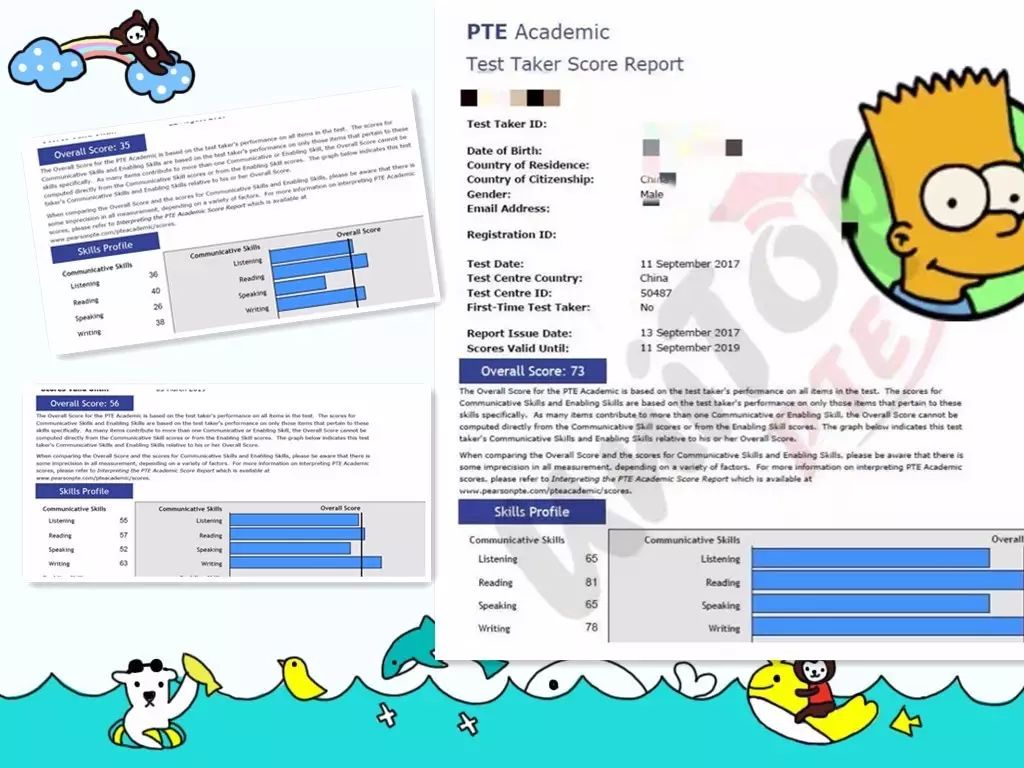 Overall Score: 35
The Overall Score for the PTE Academic is based on the test taker's performance on all items in the test. The scores for
Communicative Skills and Enabling Skills are based on the test taker's performance on only those items that pertain to these
skills specifically. As many items contribute to more than one Communicative or Enabling Skill, the Overall Score cannot be
computed directly from the Communicative Skill scores or from the Enabling Skill scores. The graph below indicates this test
taker's Communicative Skills and Enabling Skills relative to his or her Overall Score.
When comparing the Overall Score and the scores for Communicative Skills and Enabling Skills, please be aware that there is
some imprecision in all measurement, depending on a variety of factors. For more information on interpreting PTE Academic
scores, please refer to Interpreting the PTE Academic Score Report which is available at
www.pearsonpte.com/pteacademic/scores.
Skills Profile
Communicative Skills
Listening 36
Reading 40
Speaking 26
Writing 38
Communicative Skills Overall Score
Listening
Reading
Speaking
Writing
Scores Valid Until:
Overall Score: 56
The Overall Score for the PTE Academic is based on the test taker's performance on all items in the test. The scores for
Communicative Skills and Enabling Skills are based on the test taker's performance on only those items that pertain to these
skills specifically. As many items contribute to more than one Communicative or Enabling Skill, the Overall Score cannot be
computed directly from the Communicative Skill scores or from the Enabling Skill scores. The graph below indicates this test
taker's Communicative Skills and Enabling Skills relative to his or her Overall Score.
When comparing the Overall Score and the scores for Communicative Skills and Enabling Skills, please be aware that there is
some imprecision in all measurement, depending on a variety of factors. For more information on interpreting PTE Academic
scores, please refer to Interpreting the PTE Academic Score Report which is available at
www.pearsonpte.com/pteacademic/scores.
Skills Profile
Communicative Skills
Listening 55
Reading 57
Speaking 52
Writing 63
Communicative Skills Overall Score
Listening
Reading
Speaking
Writing
PTE Academic
Test Taker Score Report
Test Taker ID:
Date of Birth:
Country of Residence:
Country of Citizenship:
Gender: Male
Email Address:
Registration ID:
Test Date: 11 September 2017
Test Centre Country: China
Test Centre ID: 50487
First-Time Test Taker: No
Report Issue Date: 13 September 2017
Scores Valid Until: 11 September 2019
Overall Score: 73
The Overall Score for the PTE Academic is based on the test taker's performance on all items in the test. The scores for
Communicative Skills and Enabling Skills are based on the test taker's performance on only those items that pertain to these
skills specifically. As many items contribute to more than one Communicative or Enabling Skill, the Overall Score cannot be
computed directly from the Communicative Skill scores or from the Enabling Skill scores. The graph below indicates this test
taker's Communicative Skills and Enabling Skills relative to his or her Overall Score.
When comparing the Overall Score and the scores for Communicative Skills and Enabling Skills, please be aware that there is
some imprecision in all measurement, depending on a variety of factors. For more information on interpreting PTE Academic
scores, please refer to Interpreting the PTE Academic Score Report which is available at
www.pearsonpte.com/pteacademic/scores.
Skills Profile
Communicative Skills
Listening 65
Reading 81
Speaking 65
Writing 78
Communicative Skills Overall
Listening
Reading
Speaking
Writing
PTE